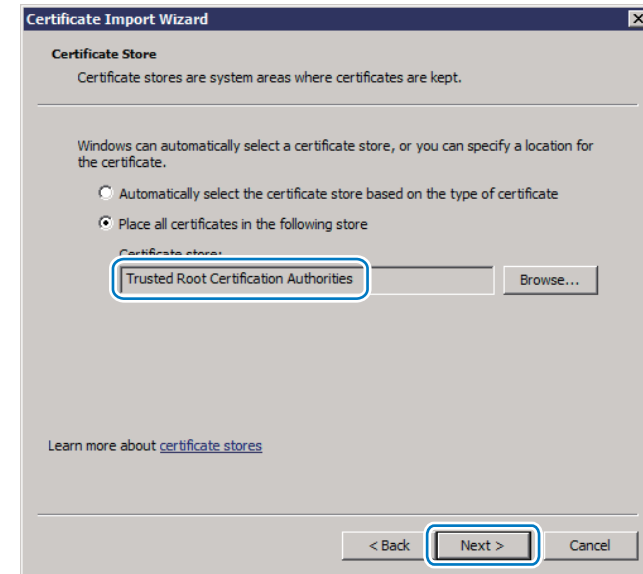 Certificate Import Wizard
Certificate Store
Certificate stores are system areas where certificates are kept.
Windows can automatically select a certificate store, or you can specify a location for
the certificate.
Automatically select the certificate store based on the type of certificate
Place all certificates in the following store
Certificate store:
Trusted Root Certification Authorities
Browse...
Learn more about certificate stores
< Back
Next >
Cancel